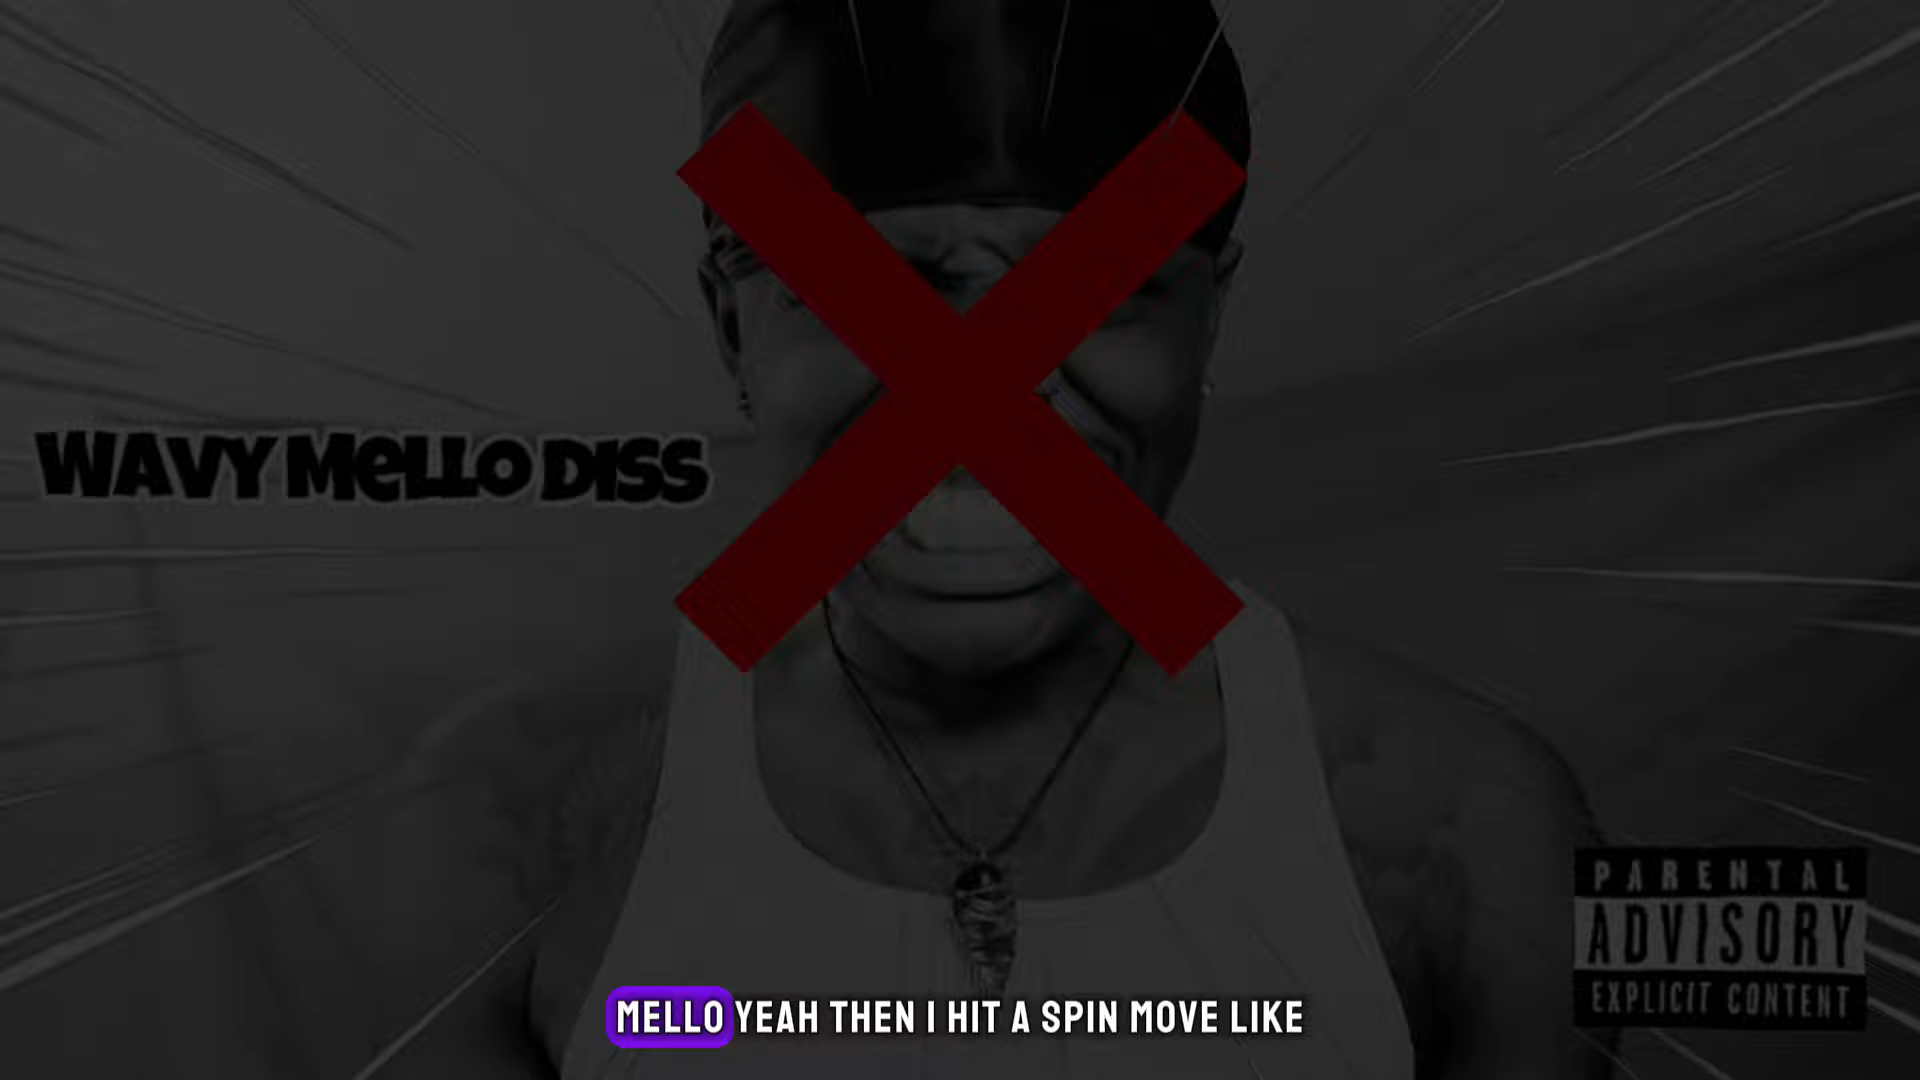 WAVY MeLLO DISS
PARENTAL
ADVISORY
EXPLICIT CONTENT
MELLO YEAH THEN I HIT A SPIN MOVE LIKE